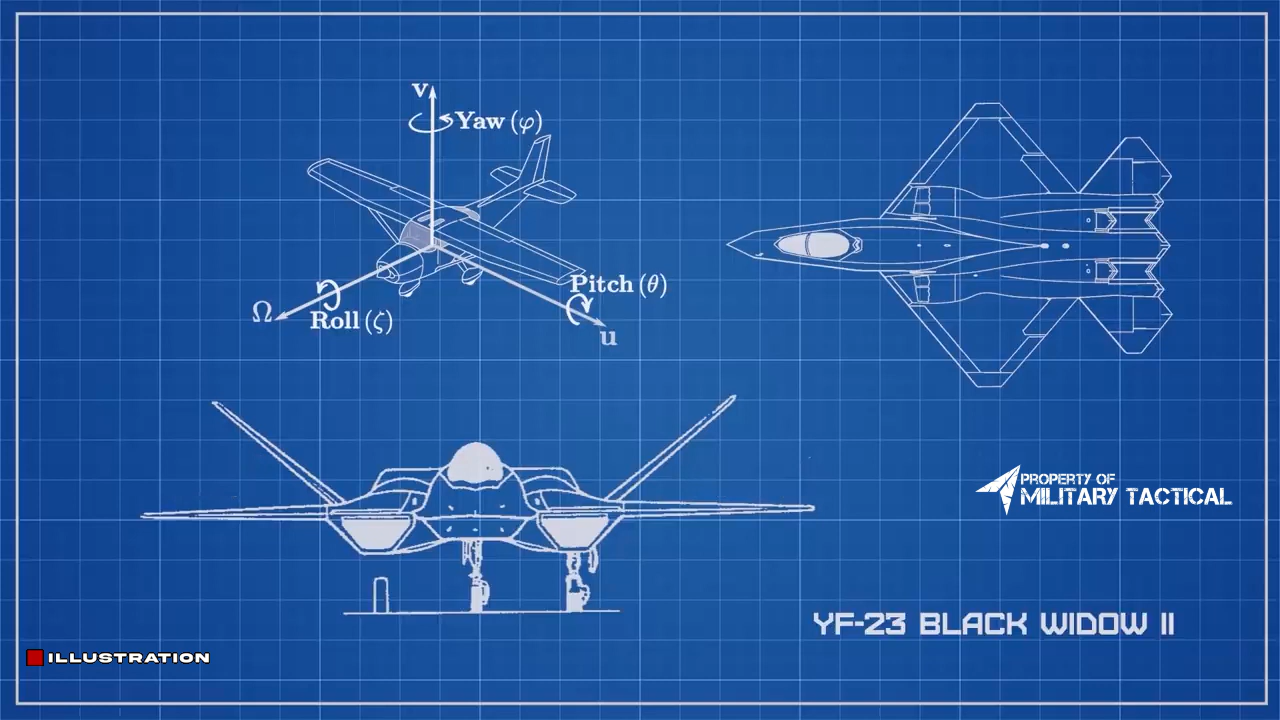 v
Yaw (φ)
Pitch (θ)
Ω
Roll (ζ)
u
PROPERTY OF
MILITARY TACTICAL
YF-23 BLACK WIDOW II
ILLUSTRATION